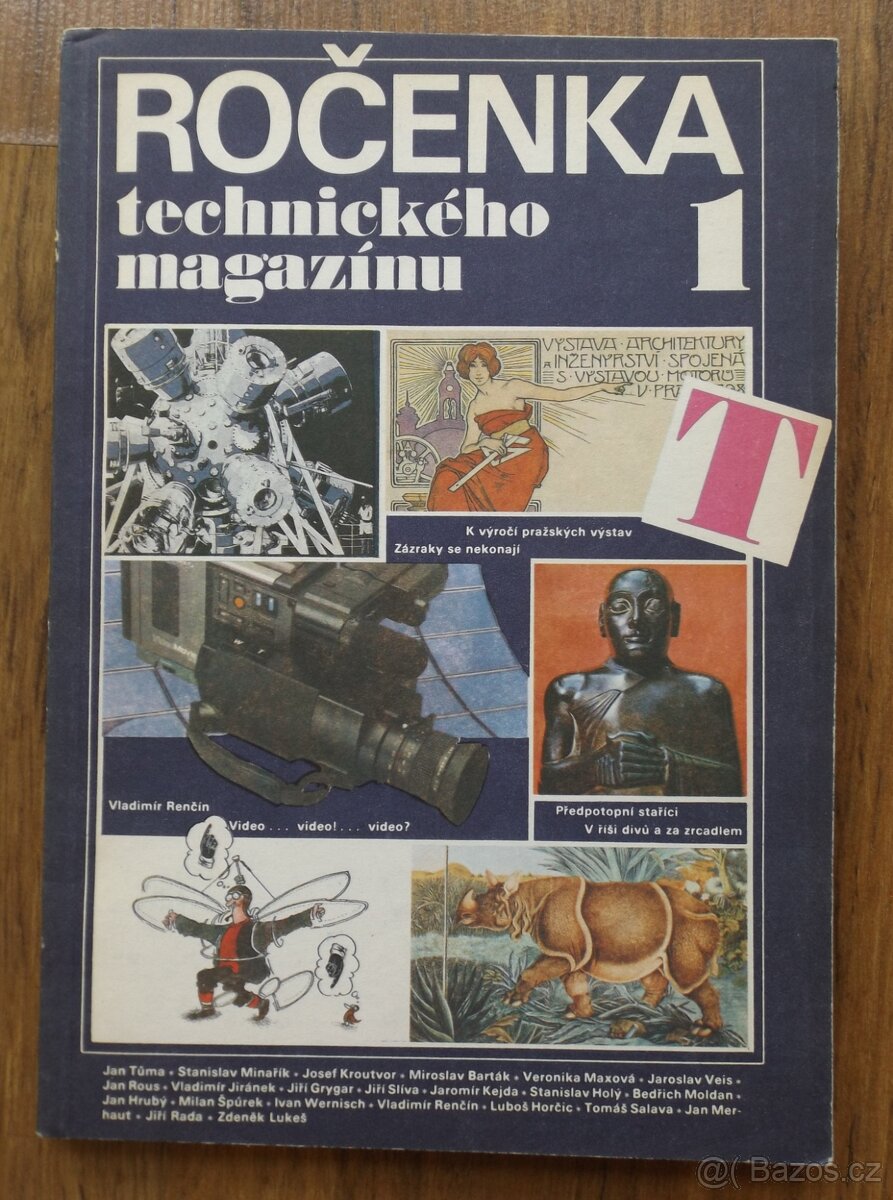 ROČENKA
technického
magazínu 1
VÝSTAVA · ARCHITEKTURY
A INŽENÝRSTVÍ · SPOJENÁ
S · VÝSTAVOU · MOTORŮ
V · PRA
T
K výročí pražských výstav
Zázraky se nekonají
Vladimír Renčín
Video . . . video! . . . video?
Předpotopní staříci
V říši divů a za zrcadlem
Jan Tůma • Stanislav Minařík • Josef Kroutvor • Miroslav Barták • Veronika Maxová • Jaroslav Veis •
Jan Rous • Vladimír Jiránek • Jiří Grygar • Jiří Slíva • Jaromír Kejda • Stanislav Holý • Bedřich Moldan •
Jan Hrubý • Milan Špůrek • Ivan Wernisch • Vladimír Renčín • Luboš Horčic • Tomáš Salava • Jan Mer-
haut • Jiří Rada • Zdeněk Lukeš
@( Bazos.cz